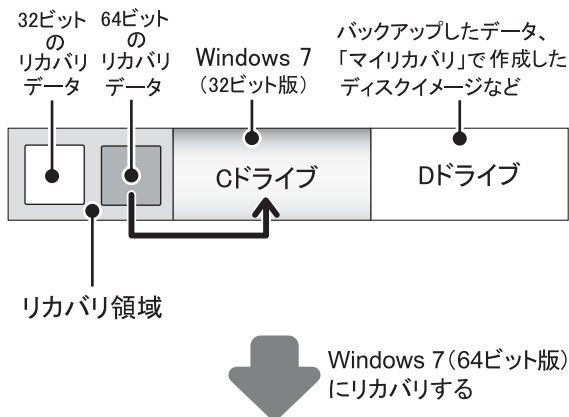 32ビット
の
リカバリ
データ
64ビット
の
リカバリ
データ
Windows 7
（32ビット版）
バックアップしたデータ、
「マイリカバリ」で作成した
ディスクイメージなど
Cドライブ
Dドライブ
リカバリ領域
Windows 7（64ビット版）
にリカバリする